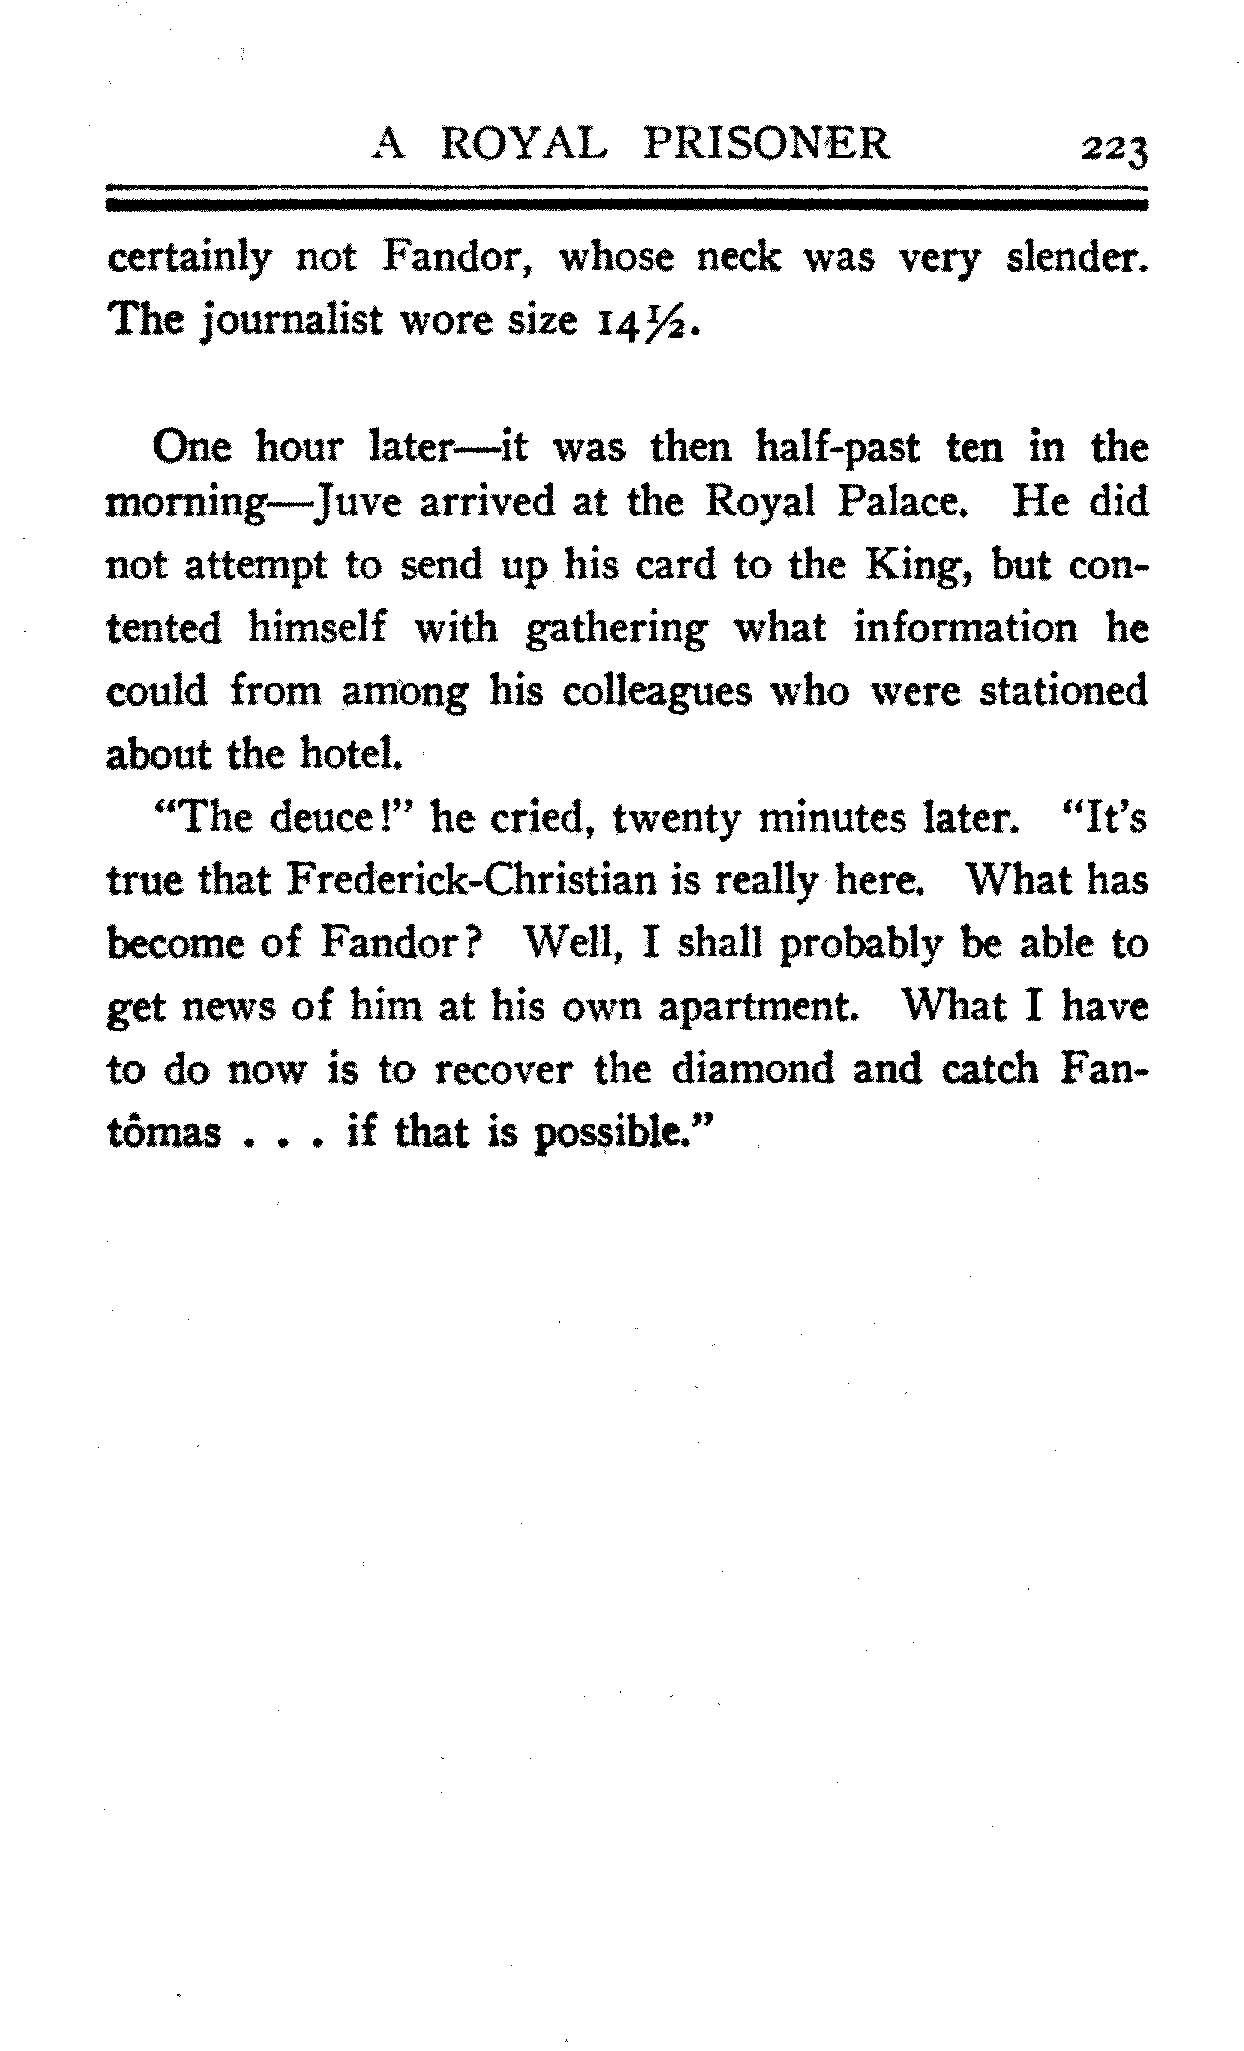 A ROYAL PRISONER 223
certainly not Fandor, whose neck was very slender.
The journalist wore size 14½.
One hour later—it was then half-past ten in the
morning—Juve arrived at the Royal Palace. He did
not attempt to send up his card to the King, but con-
tented himself with gathering what information he
could from among his colleagues who were stationed
about the hotel.
“The deuce!” he cried, twenty minutes later. “It’s
true that Frederick-Christian is really here. What has
become of Fandor? Well, I shall probably be able to
get news of him at his own apartment. What I have
to do now is to recover the diamond and catch Fan-
tômas . . . if that is possible.”